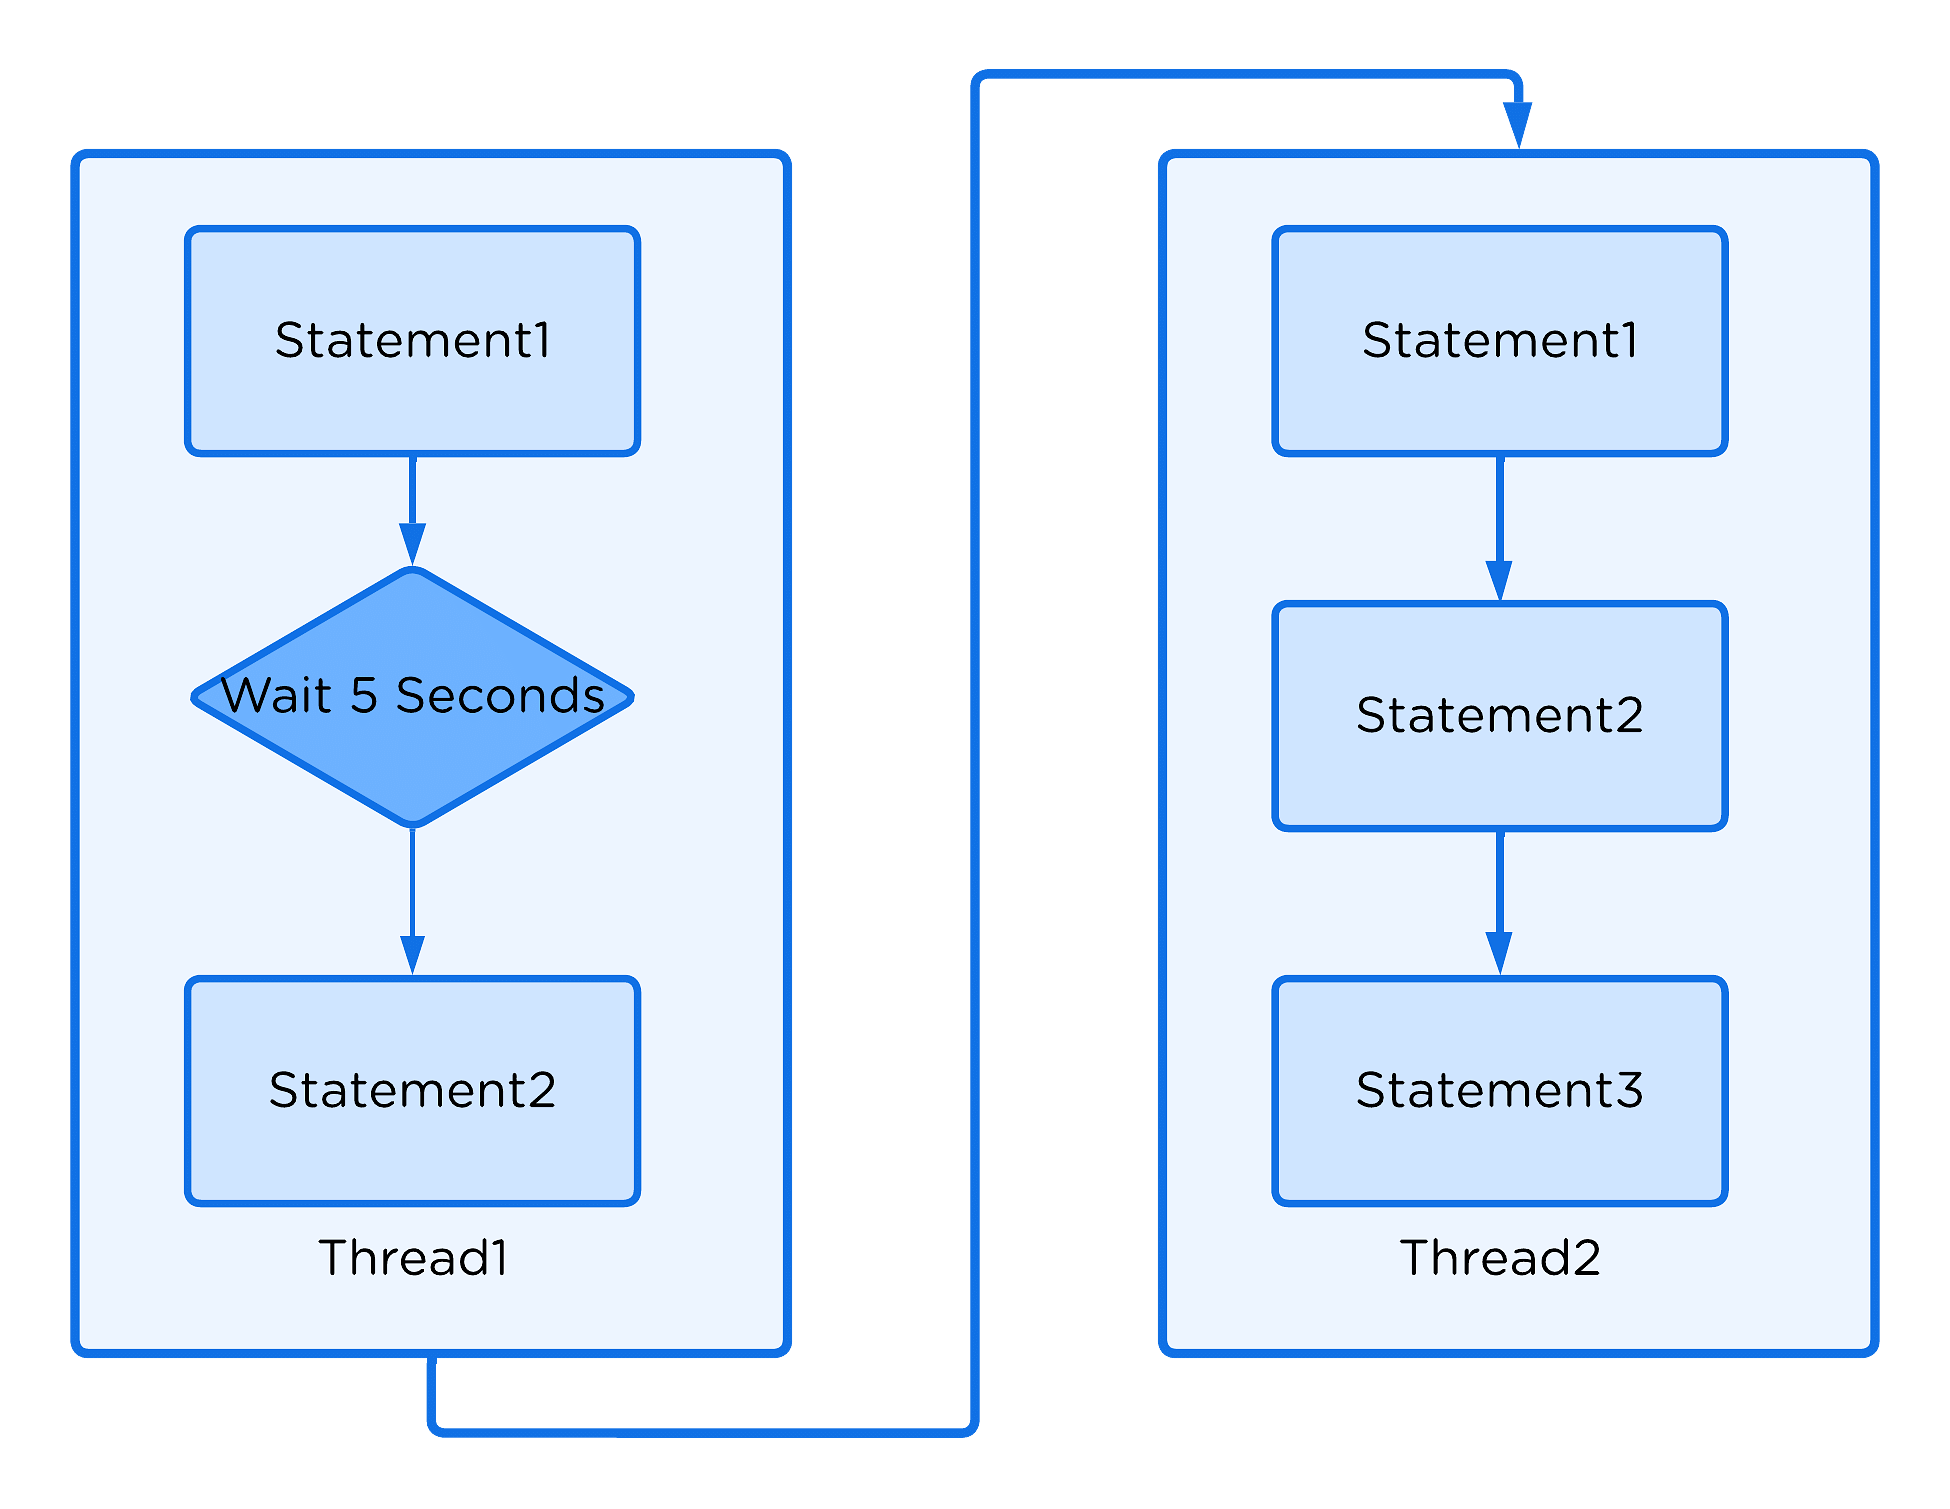 Statement1
Wait 5 Seconds
Statement2
Thread1
Statement1
Statement2
Statement3
Thread2